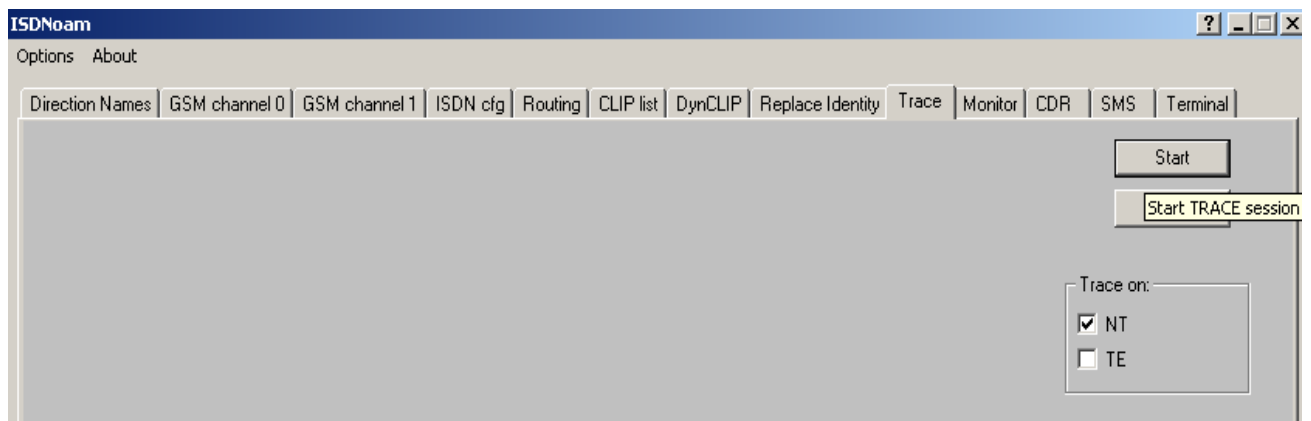 ISDNoam
Options About
Direction Names GSM channel 0 GSM channel 1 ISDN cfg Routing CLIP list DynCLIP Replace Identity Trace Monitor CDR SMS Terminal
Start
Start TRACE session
Trace on:
NT
TE